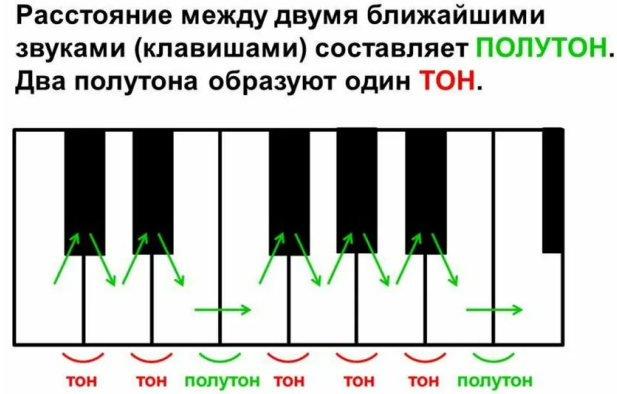 Расстояние между двумя ближайшими
звуками (клавишами) составляет ПОЛУТОН.
Два полутона образуют один ТОН.
тон тон полутон тон тон тон полутон